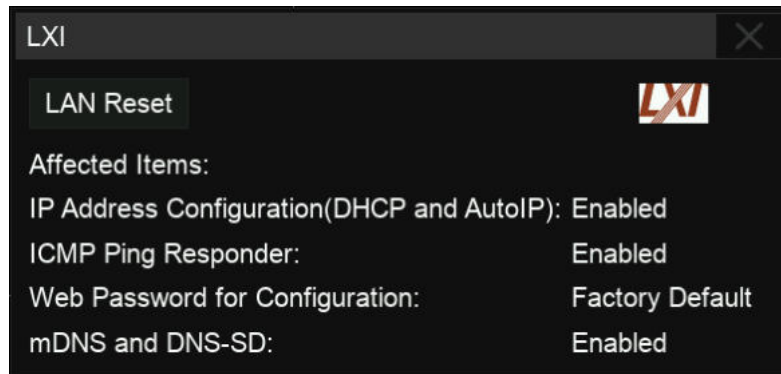 LXI
LAN Reset
LXI
Affected Items:
IP Address Configuration(DHCP and AutoIP): Enabled
ICMP Ping Responder: Enabled
Web Password for Configuration: Factory Default
mDNS and DNS-SD: Enabled